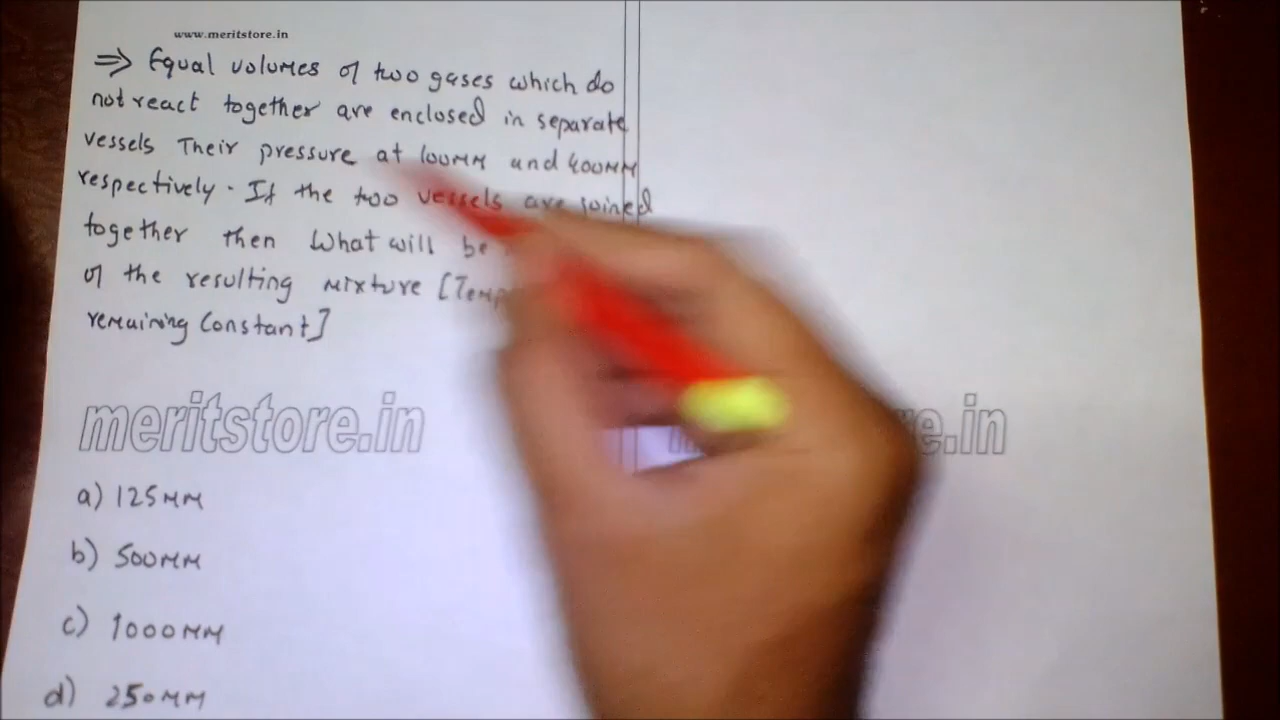 www.meritstore.in
⇒ Equal volumes of two gases which do
not react together are enclosed in separate
vessels Their pressure at 100MM and 400MM
respectively. If the two vessels are joined
together then What will be
of the resulting mixture [Temp
remaining Constant]
meritstore.in
a) 125MM
b) 500MM
c) 1000MM
d) 250MM